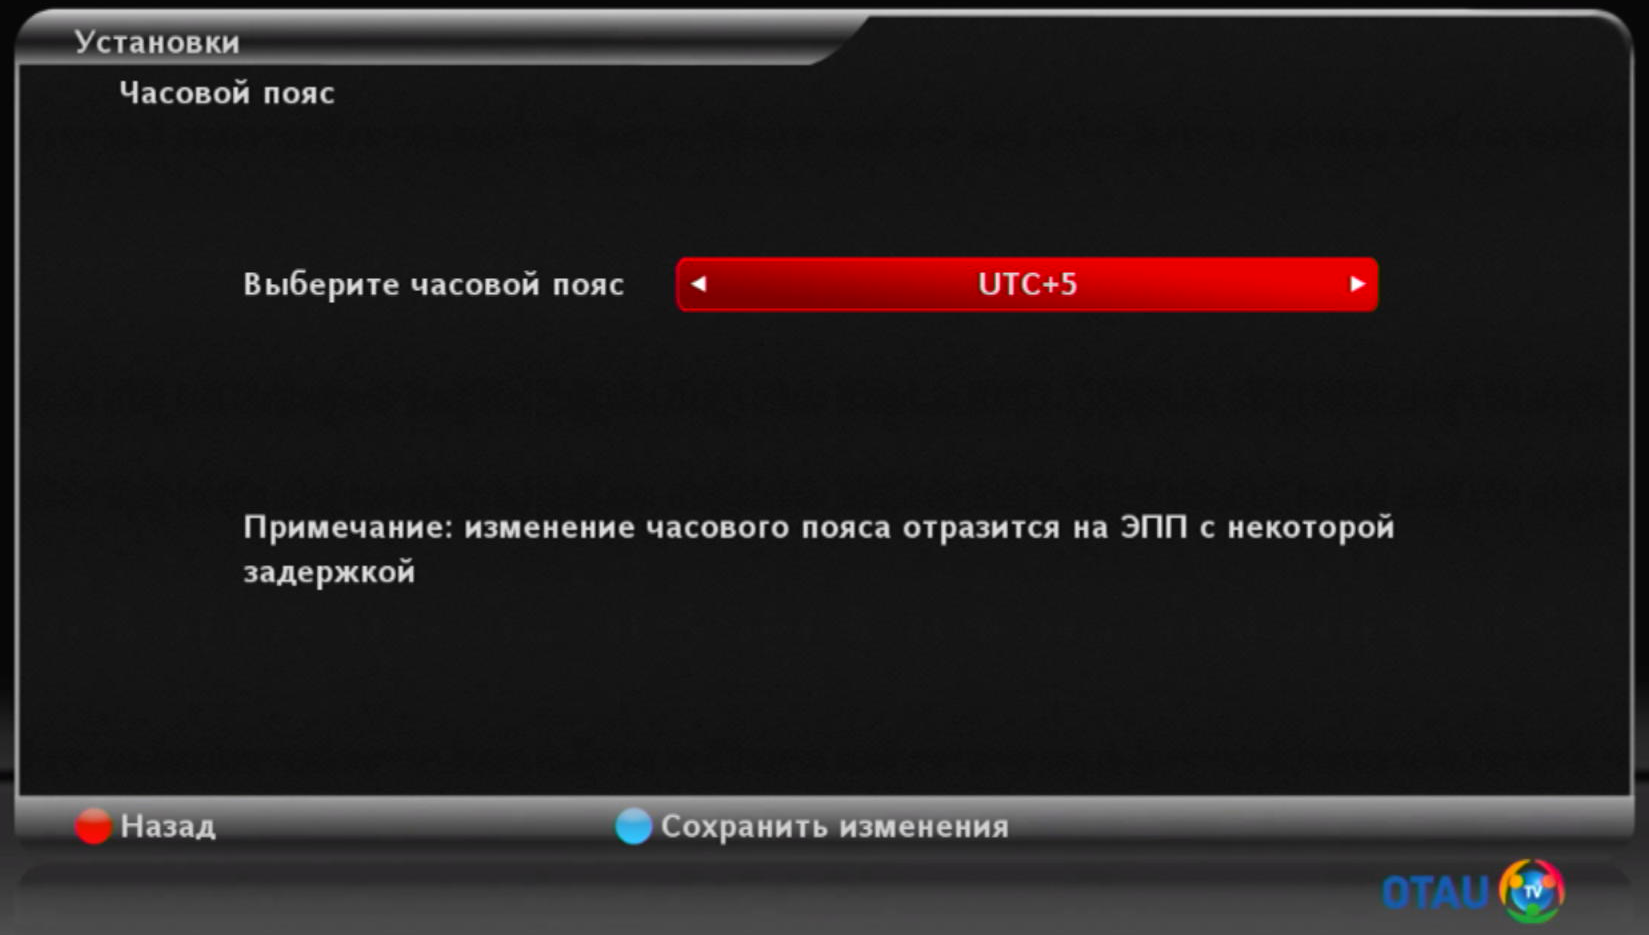 Установки
Часовой пояс
Выберите часовой пояс
UTC+5
Примечание: изменение часового пояса отразится на ЭПП с некоторой
задержкой
Назад
Сохранить изменения
OTAU TV